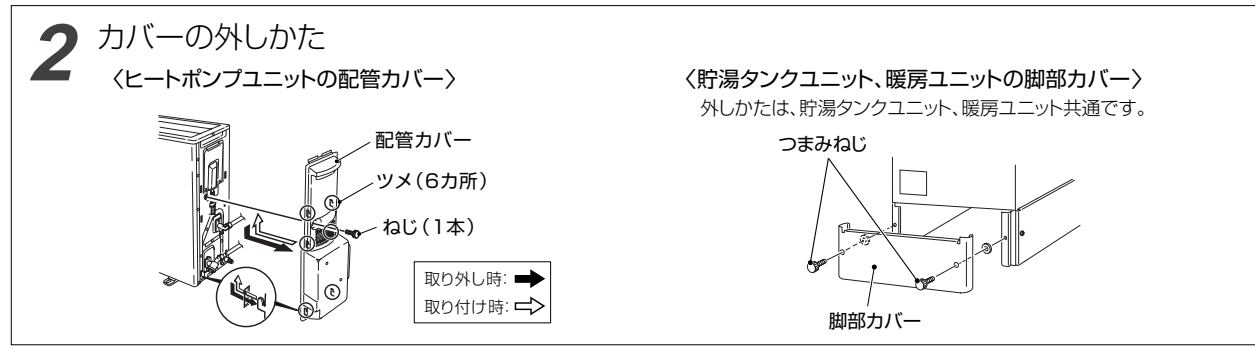 2 カバーの外しかた
〈ヒートポンプユニットの配管カバー〉
配管カバー
ツメ（6カ所）
ねじ（1本）
取り外し時：
取り付け時：
〈貯湯タンクユニット、暖房ユニットの脚部カバー〉
外しかたは、貯湯タンクユニット、暖房ユニット共通です。
つまみねじ
脚部カバー